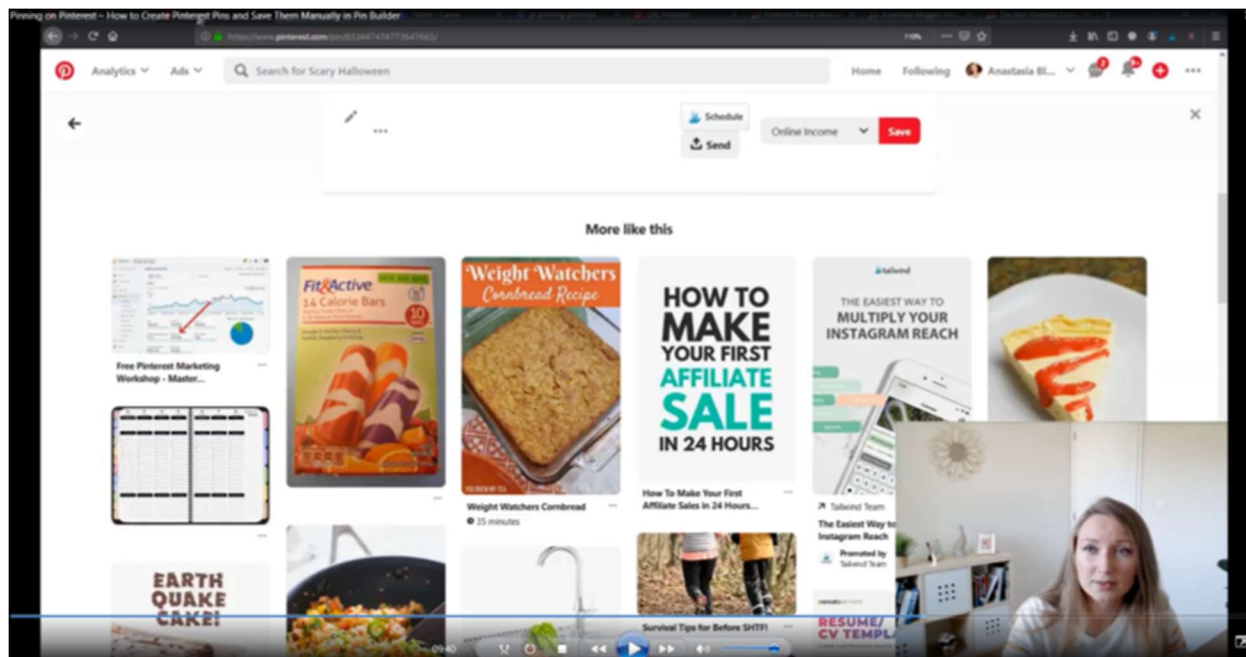 Pinning on Pinterest – How to Create Pinterest Pins and Save Them Manually in Pin Builder
110%
Analytics
Ads
Search for Scary Halloween
Home
Following
Anastasia Bl...
2
Schedule
Send
Online Income
Save
More like this
Free Pinterest Marketing
Workshop - Master...
Fit&Active
14 Calorie Bars
10
Weight Watchers
Cornbread Recipe
Weight Watchers Cornbread
35 minutes
HOW TO
MAKE
YOUR FIRST
AFFILIATE
SALE
IN 24 HOURS
How To Make Your First
Affiliate Sales in 24 Hours...
tailwind
THE EASIEST WAY TO
MULTIPLY YOUR
INSTAGRAM REACH
Tailwind Team
The Easiest Way to
Instagram Reach
Promoted by
Tailwind Team
EARTH
QUAKE
CAKE!
Survival Tips for Before SHTF!
RESUME/
CV TEMPL
09:40